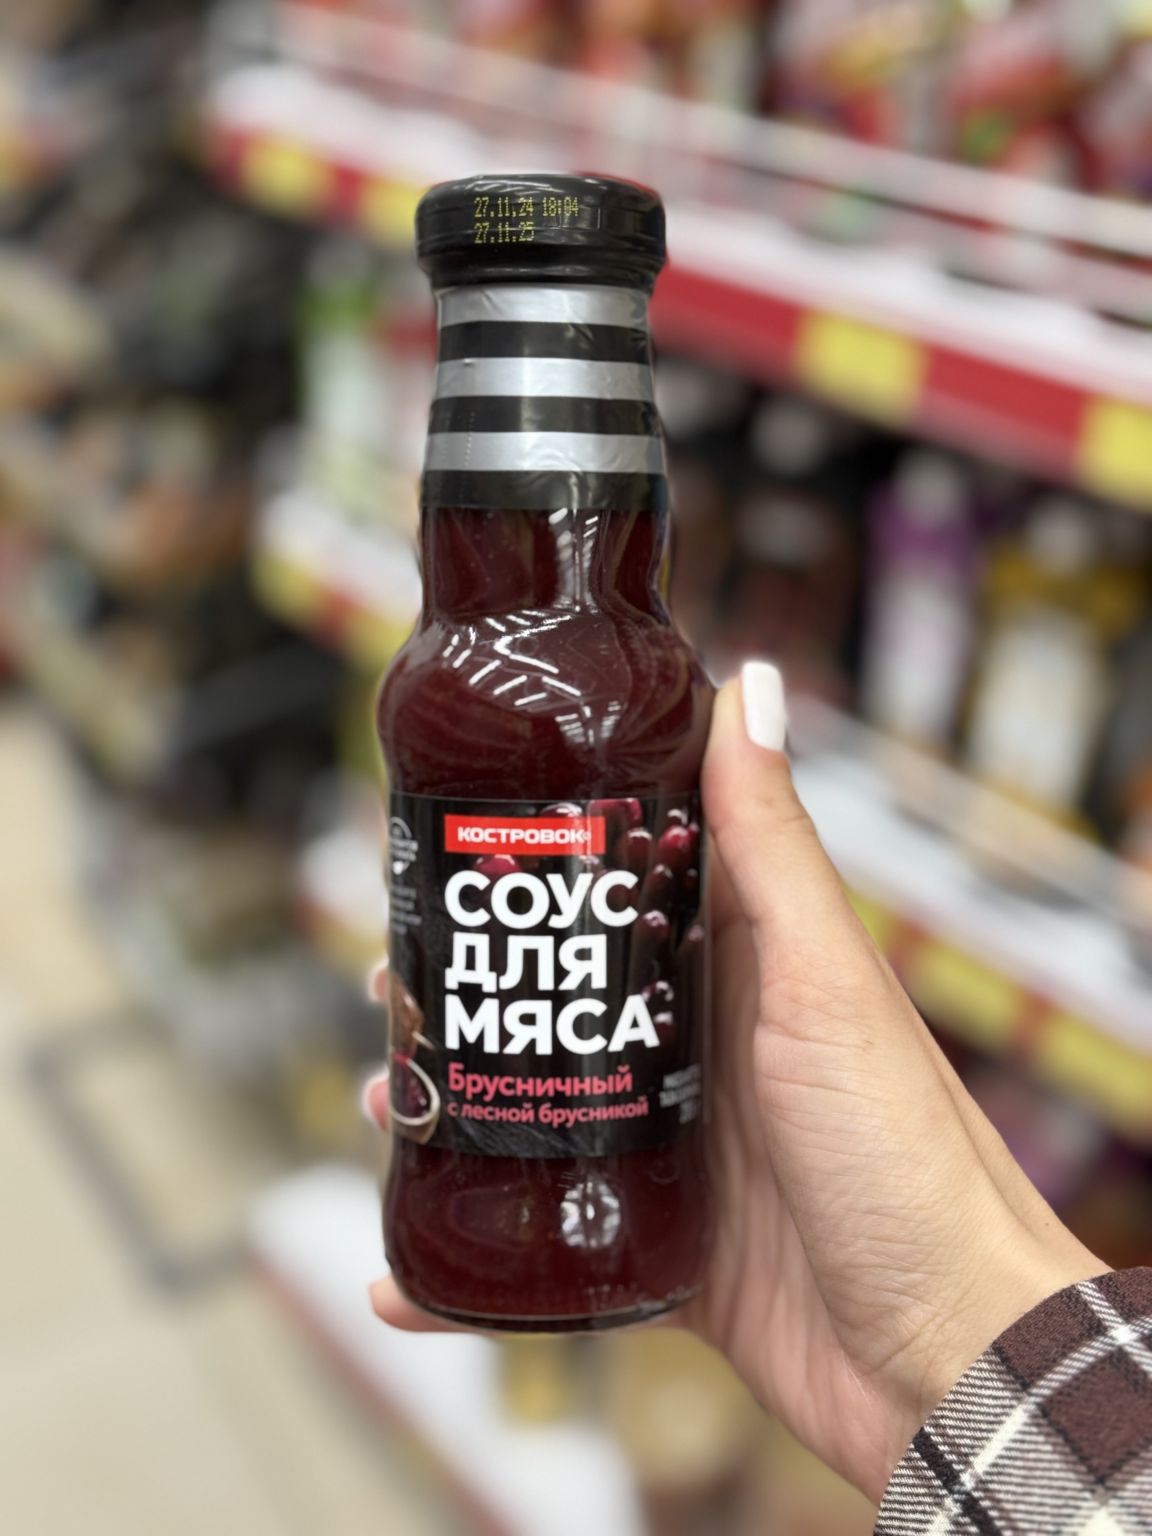 27.11.24 18:04
27.11.25
КОСТРОВОК®
СОУС
ДЛЯ
МЯСА
Брусничный
с лесной брусникой